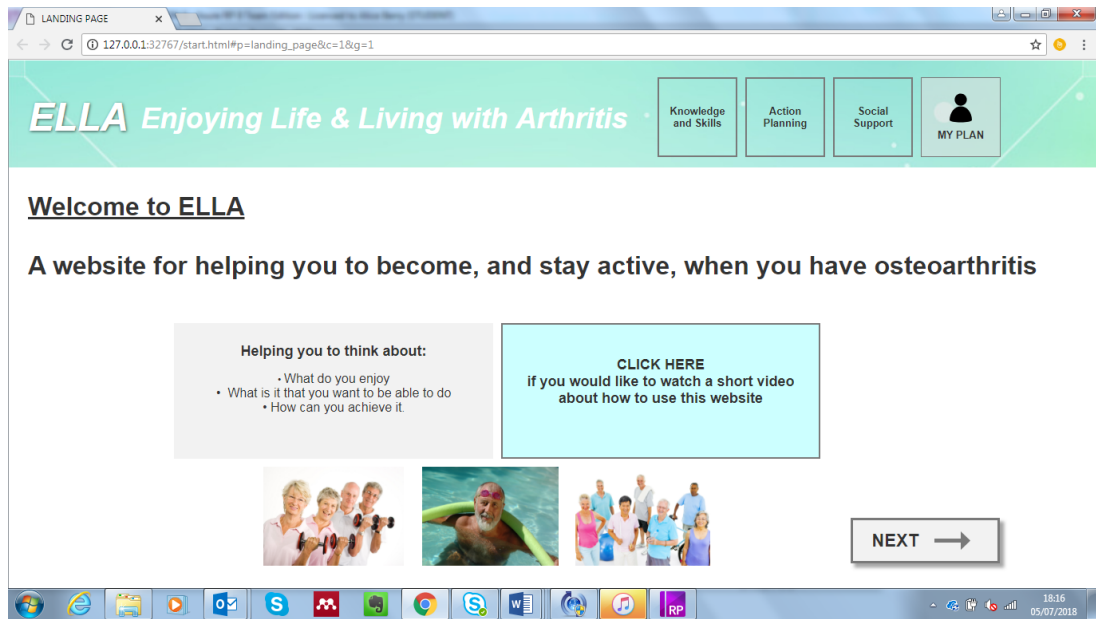 LANDING PAGE
127.0.0.1:32767/start.html#p=landing_page&c=1&g=1
ELLA Enjoying Life & Living with Arthritis
Knowledge
and Skills
Action
Planning
Social
Support
MY PLAN
Welcome to ELLA
A website for helping you to become, and stay active, when you have osteoarthritis
Helping you to think about:
• What do you enjoy
• What is it that you want to be able to do
• How can you achieve it.
CLICK HERE
if you would like to watch a short video
about how to use this website
NEXT
RP
18:16
05/07/2018